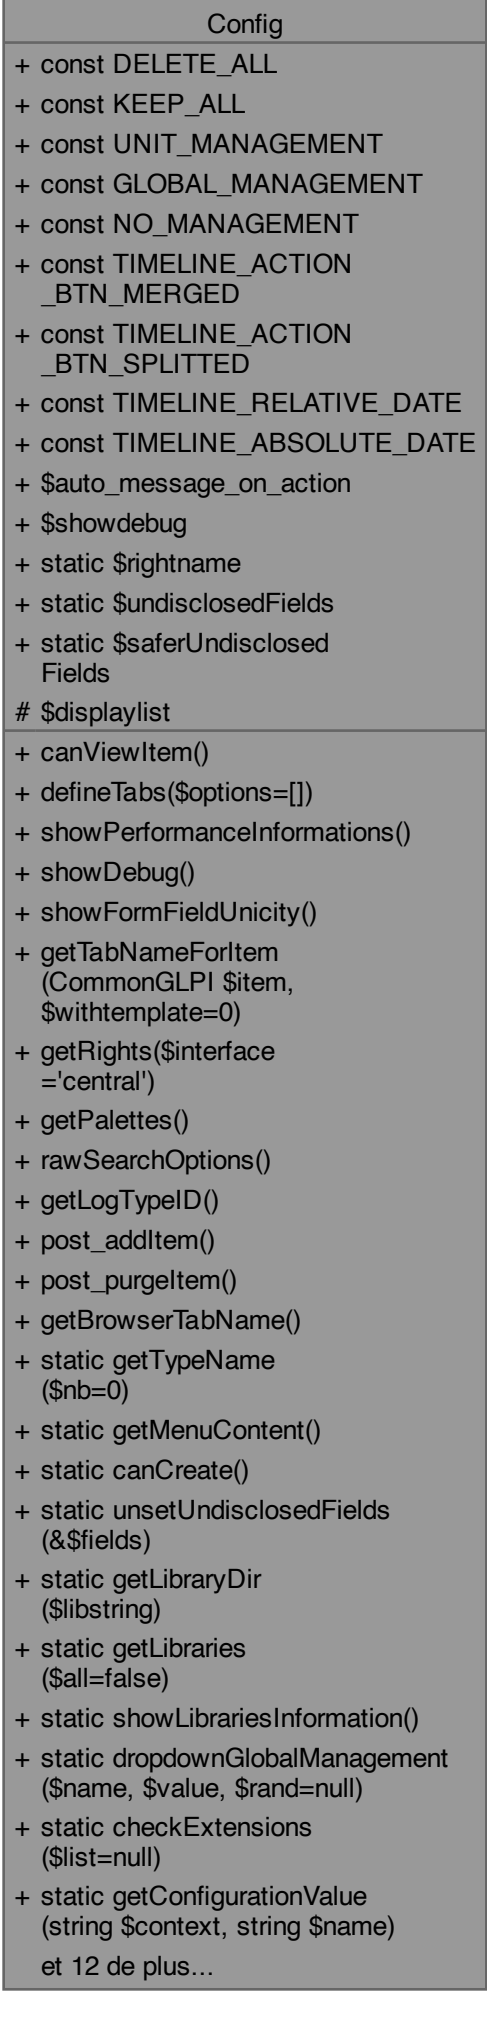 Config
+ const DELETE_ALL
+ const KEEP_ALL
+ const UNIT_MANAGEMENT
+ const GLOBAL_MANAGEMENT
+ const NO_MANAGEMENT
+ const TIMELINE_ACTION
_BTN_MERGED
+ const TIMELINE_ACTION
_BTN_SPLITTED
+ const TIMELINE_RELATIVE_DATE
+ const TIMELINE_ABSOLUTE_DATE
+ $auto_message_on_action
+ $showdebug
+ static $rightname
+ static $undisclosedFields
+ static $saferUndisclosed
Fields
# $displaylist
+ canViewItem()
+ defineTabs($options=[])
+ showPerformanceInformations()
+ showDebug()
+ showFormFieldUnicity()
+ getTabNameForItem
(CommonGLPI $item,
$withtemplate=0)
+ getRights($interface
='central')
+ getPalettes()
+ rawSearchOptions()
+ getLogTypeID()
+ post_addItem()
+ post_purgeItem()
+ getBrowserTabName()
+ static getTypeName
($nb=0)
+ static getMenuContent()
+ static canCreate()
+ static unsetUndisclosedFields
(&$fields)
+ static getLibraryDir
($libstring)
+ static getLibraries
($all=false)
+ static showLibrariesInformation()
+ static dropdownGlobalManagement
($name, $value, $rand=null)
+ static checkExtensions
($list=null)
+ static getConfigurationValue
(string $context, string $name)
et 12 de plus...